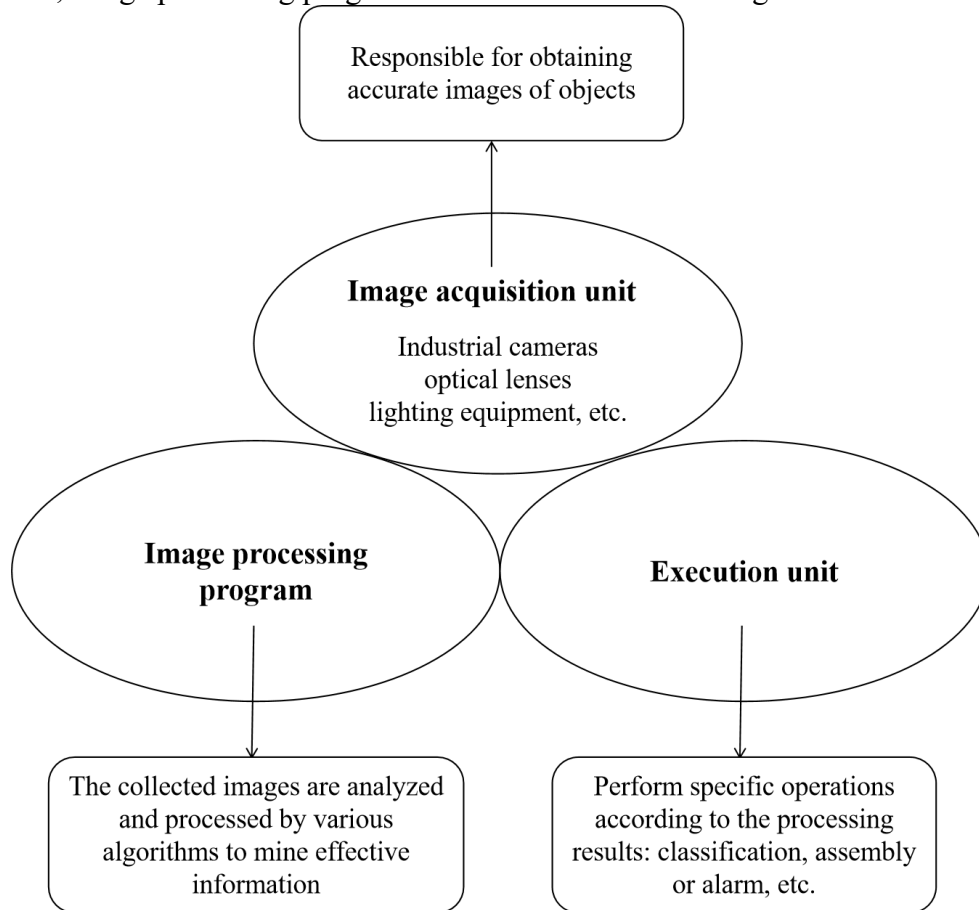 Responsible for obtaining
accurate images of objects
Image acquisition unit
Industrial cameras
optical lenses
lighting equipment, etc.
Image processing
program
Execution unit
The collected images are analyzed
and processed by various
algorithms to mine effective
information
Perform specific operations
according to the processing
results: classification, assembly
or alarm, etc.